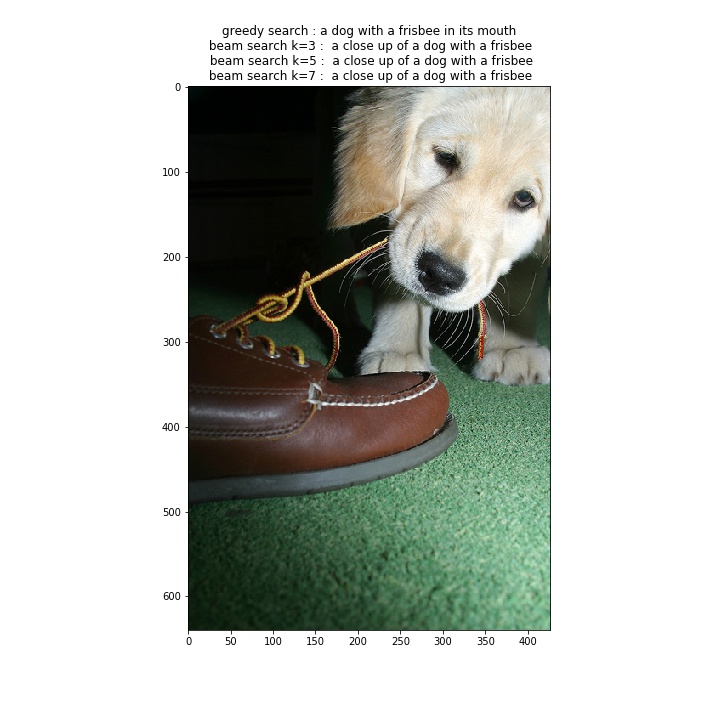 greedy search : a dog with a frisbee in its mouth
beam search k=3 :  a close up of a dog with a frisbee
beam search k=5 :  a close up of a dog with a frisbee
beam search k=7 :  a close up of a dog with a frisbee
0
100
200
300
400
500
600
0 50 100 150 200 250 300 350 400